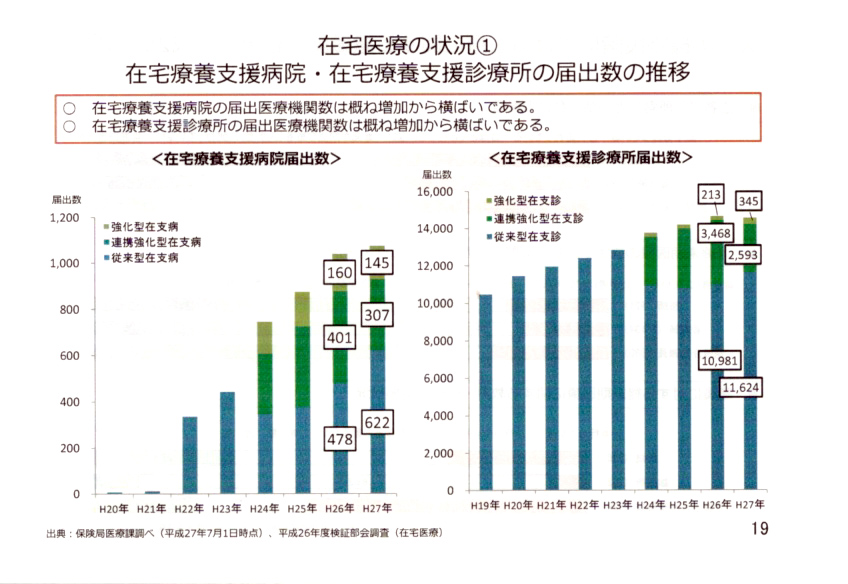 在宅医療の状況①
在宅療養支援病院・在宅療養支援診療所の届出数の推移
○ 在宅療養支援病院の届出医療機関数は概ね増加から横ばいである。
○ 在宅療養支援診療所の届出医療機関数は概ね増加から横ばいである。
<在宅療養支援病院届出数>
届出数
1,200
1,000
800
600
400
200
0
強化型在支病
連携強化型在支病
従来型在支病
160
145
401
307
478
622
H20年 H21年 H22年 H23年 H24年 H25年 H26年 H27年
<在宅療養支援診療所届出数>
届出数
16,000
14,000
12,000
10,000
8,000
6,000
4,000
2,000
0
強化型在支診
連携強化型在支診
従来型在支診
213
345
3,468
2,593
10,981
11,624
H19年 H20年 H21年 H22年 H23年 H24年 H25年 H26年 H27年
出典：保険局医療課調べ（平成27年7月1日時点）、平成26年度検証部会調査（在宅医療）
19